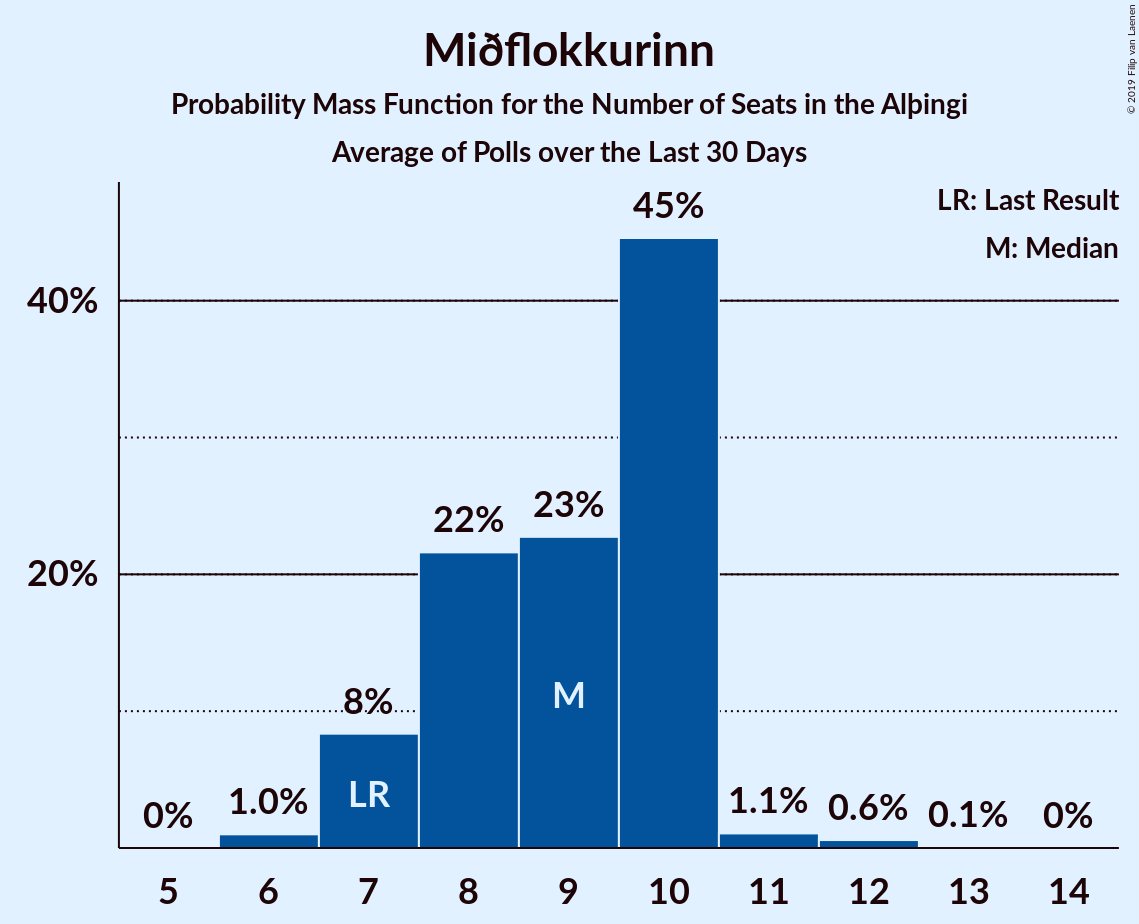 Miðflokkurinn
Probability Mass Function for the Number of Seats in the Alþingi
Average of Polls over the Last 30 Days
© 2019 Filip van Laenen
LR: Last Result
M: Median
45%
40%
23%
22%
20%
M
8%
LR
1.0%
0%
1.1%
0.6%
0.1%
0%
5 6 7 8 9 10 11 12 13 14